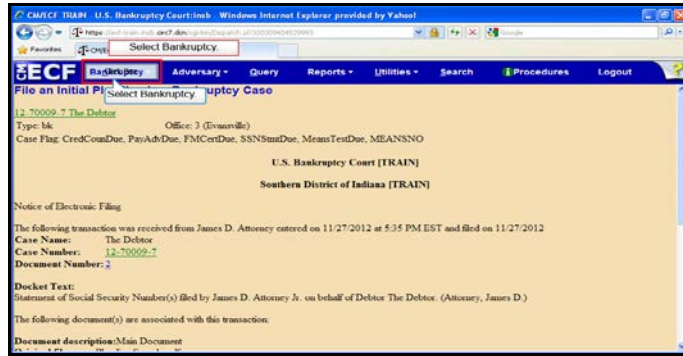 CM/ECF TRAIN - U.S. Bankruptcy Court:insb - Windows Internet Explorer provided by Yahoo!
Google
Favorites
Select Bankruptcy.
ECF Bankruptcy Adversary Query Reports Utilities Search Procedures Logout
Select Bankruptcy
File an Initial Bankruptcy Case
12-70009-7 The Debtor
Type: bk Office: 3 (Evansville)
Case Flag: CredCounDue, PayAdvDue, FMCertDue, SSNStmtDue, MeansTestDue, MEANSNO
U.S. Bankruptcy Court [TRAIN]
Southern District of Indiana [TRAIN]
Notice of Electronic Filing
The following transaction was received from James D. Attorney entered on 11/27/2012 at 5:35 PM EST and filed on 11/27/2012
Case Name: The Debtor
Case Number: 12-70009-7
Document Number: 2
Docket Text:
Statement of Social Security Number(s) filed by James D. Attorney Jr. on behalf of Debtor The Debtor. (Attorney, James D.)
The following document(s) are associated with this transaction:
Document description:Main Document